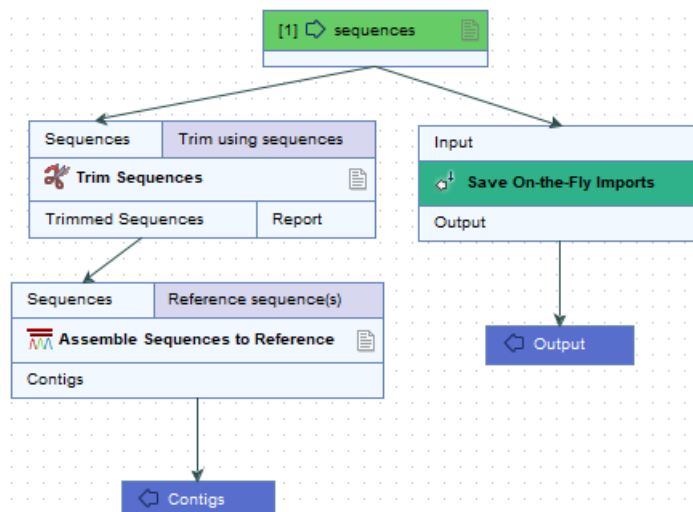 [1] sequences
Sequences Trim using sequences
Trim Sequences
Trimmed Sequences Report
Input
Save On-the-Fly Imports
Output
Sequences Reference sequence(s)
Assemble Sequences to Reference
Contigs
Output
Contigs